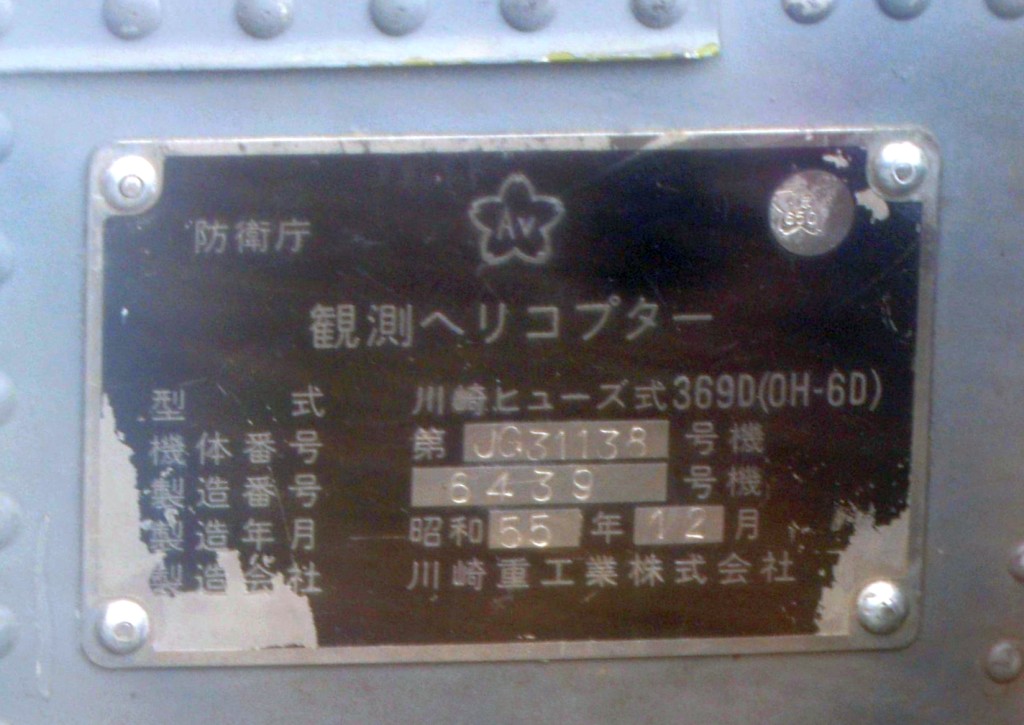 防衛庁
Av
観測ヘリコプター
型 式 川崎ヒューズ式369D(OH-6D)
機体番号 第 JG31138 号機
製造番号 6439 号機
製造年月 昭和 55 年 12 月
製造会社 川崎重工業株式会社